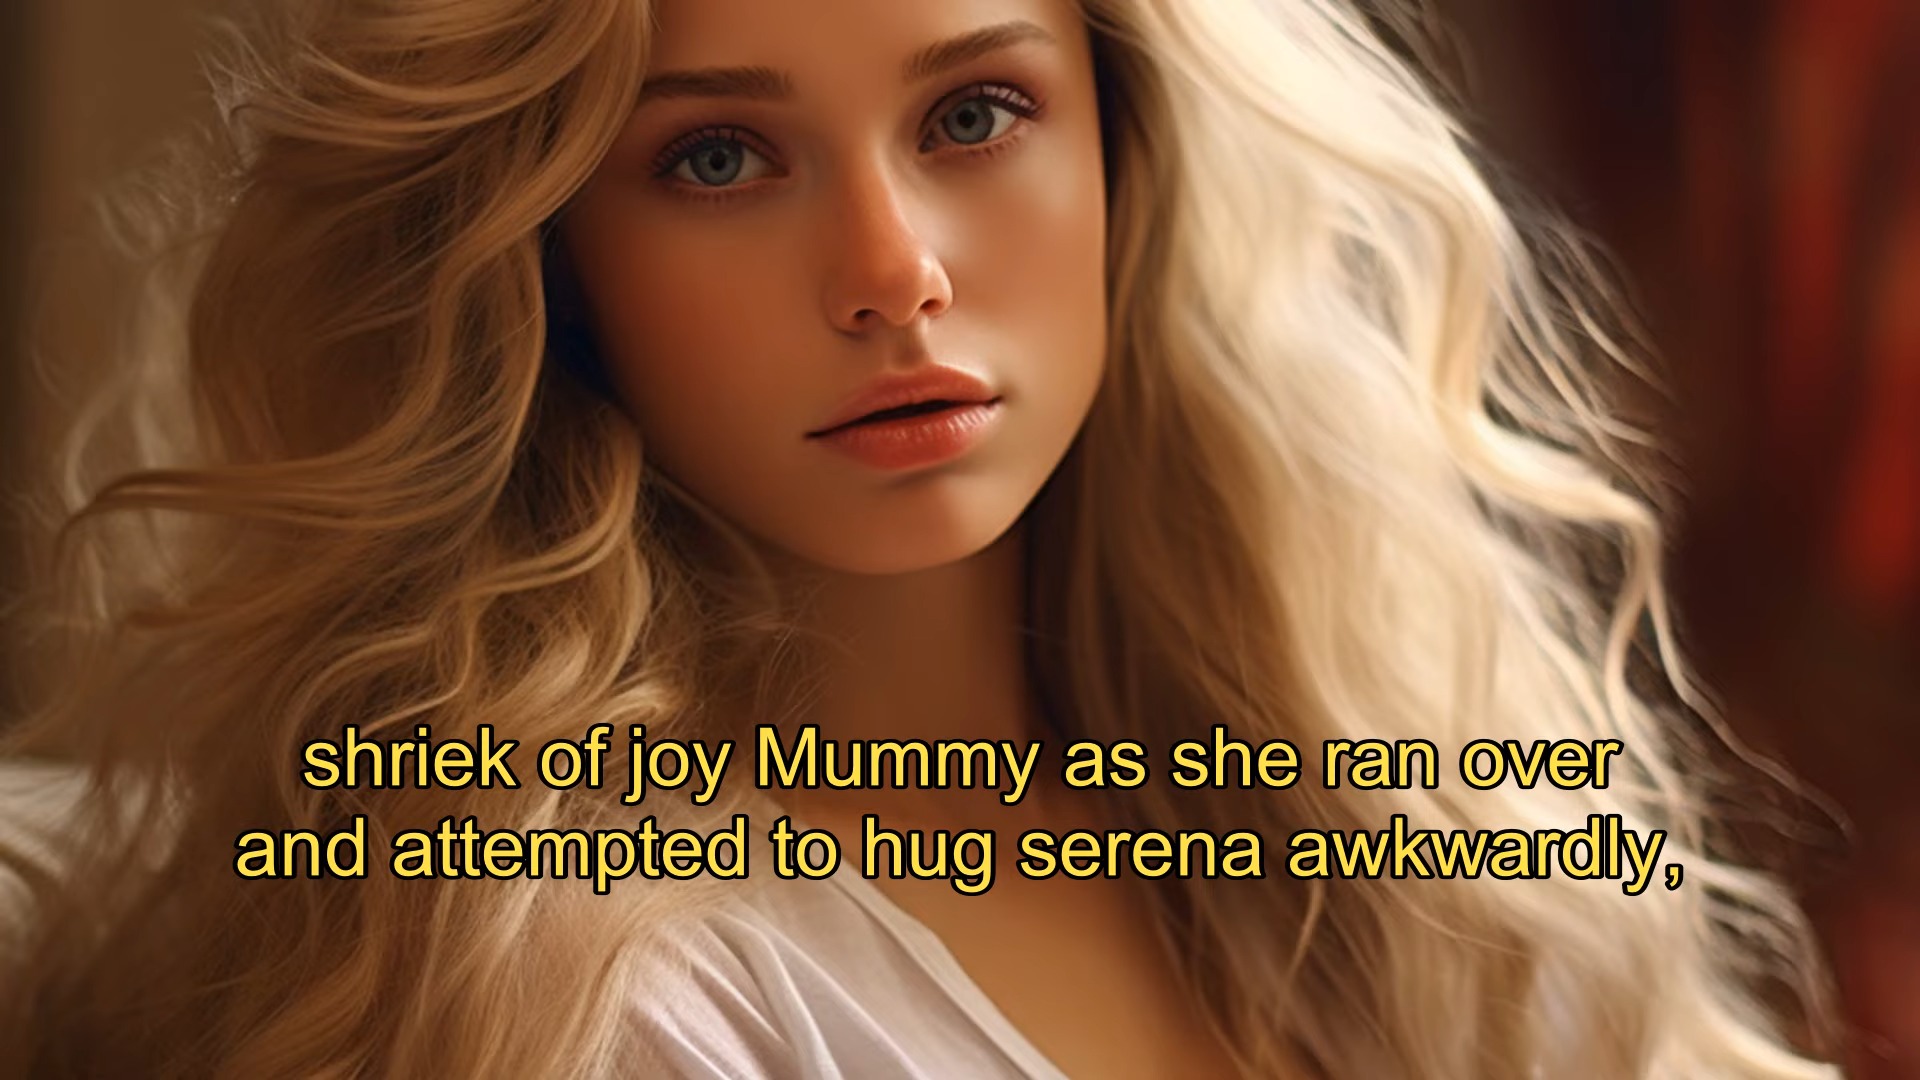 shriek of joy Mummy as she ran over
and attempted to hug serena awkwardly,